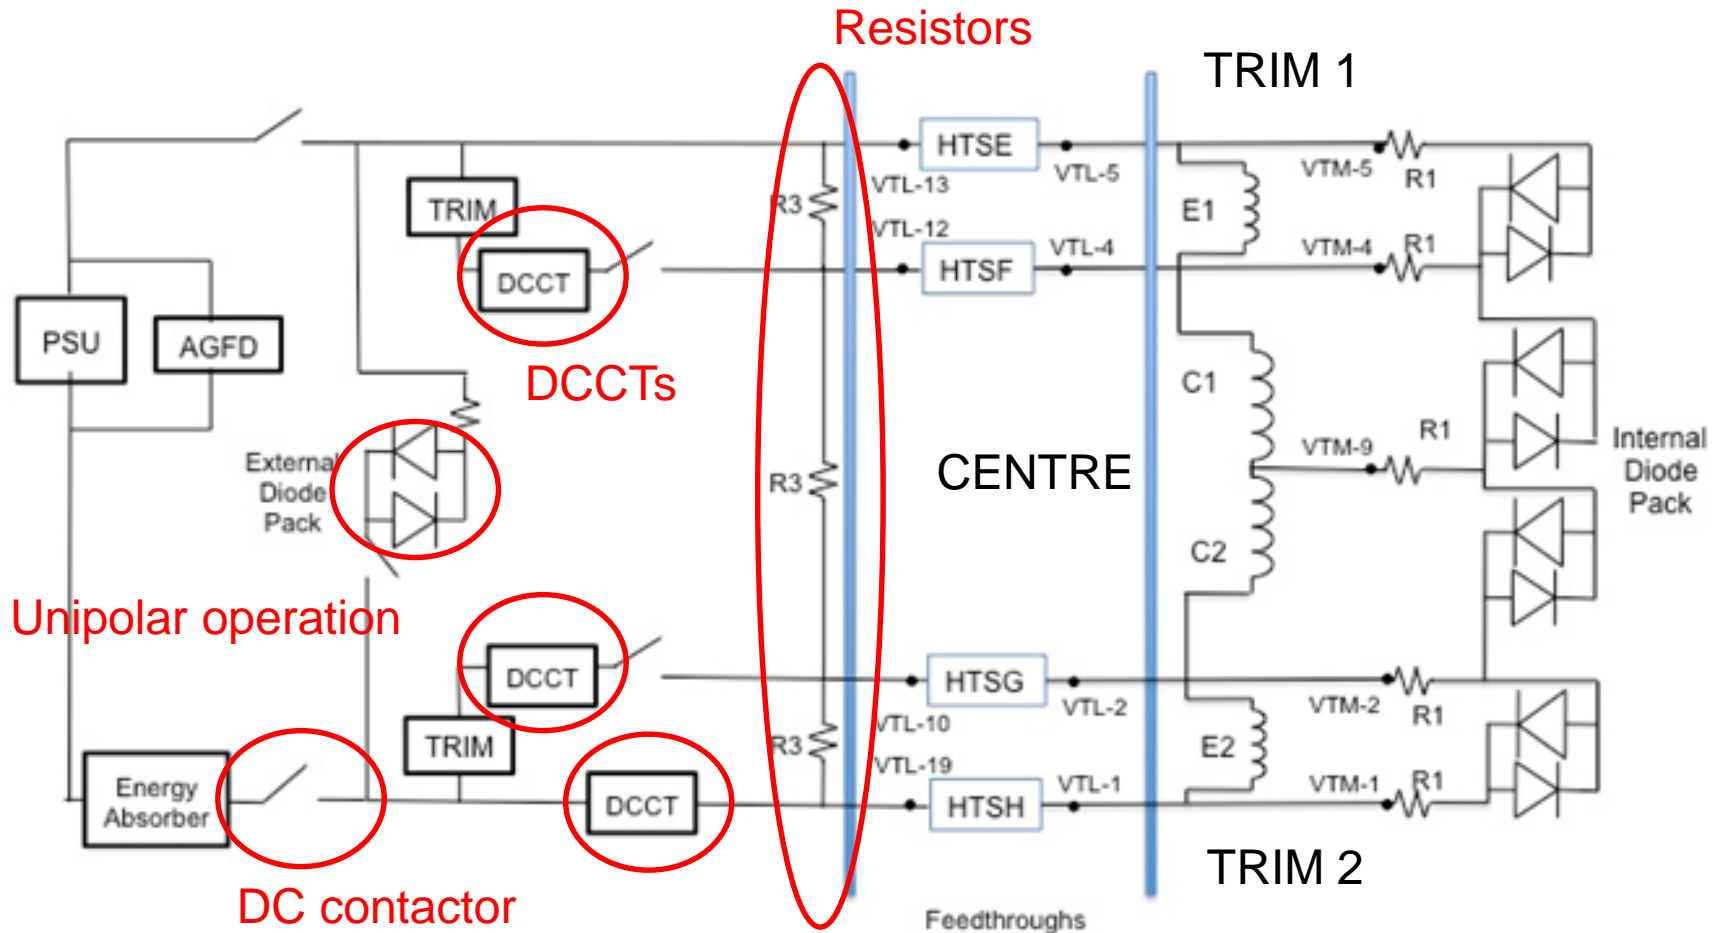 Resistors
TRIM 1
HTSE
VTL-13
VTL-5
VTM-5
R1
TRIM
R3
E1
VTL-12
VTL-4
VTM-4
R1
DCCT
HTSF
PSU
AGFD
DCCTs
C1
R1
External
Diode
Pack
R3
CENTRE
VTM-9
Internal
Diode
Pack
C2
Unipolar operation
DCCT
HTSG
VTL-10
VTL-2
VTM-2
R1
TRIM
R3
E2
VTL-19
VTL-1
VTM-1
R1
Energy
Absorber
DCCT
HTSH
TRIM 2
DC contactor
Feedthroughs